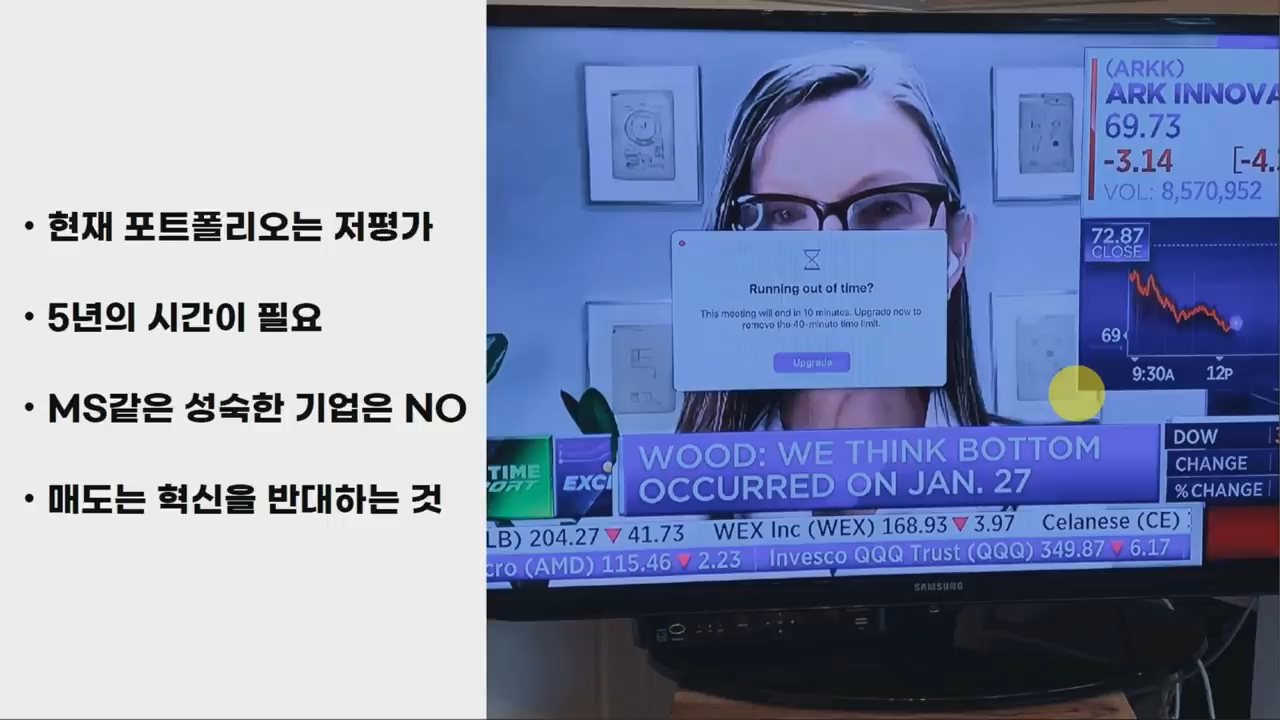 • 현재 포트폴리오는 저평가
• 5년의 시간이 필요
• MS같은 성숙한 기업은 NO
• 매도는 혁신을 반대하는 것
(ARKK)
ARK INNOVA
69.73
-3.14 [-4.
VOL: 8,570,952
72.87
CLOSE
69
9:30A 12P
Running out of time?
This meeting will end in 10 minutes. Upgrade now to
remove the 40-minute time limit.
Upgrade
TIME
EXCL
WOOD: WE THINK BOTTOM
OCCURRED ON JAN. 27
DOW
CHANGE
% CHANGE
LB) 204.27 ▼ 41.73 WEX Inc (WEX) 168.93 ▼ 3.97 Celanese (CE)
cro (AMD) 115.46 ▼ 2.23 Invesco QQQ Trust (QQQ) 349.87 ▼ 6.17
SAMSUNG